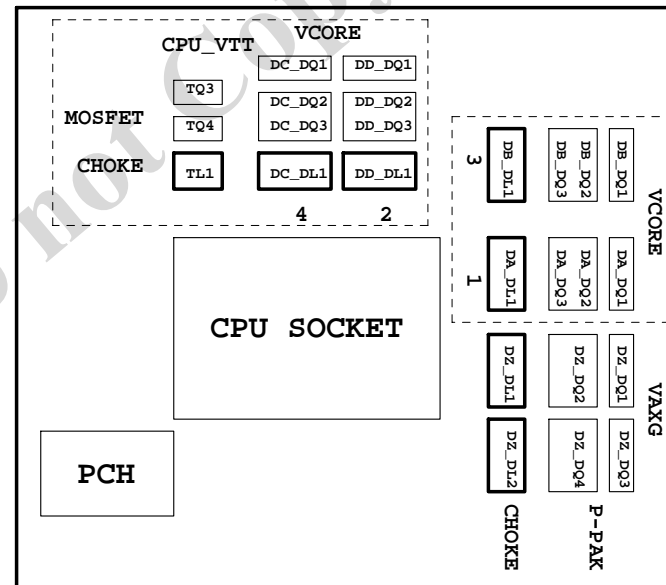 VCORE
CPU_VTT
DC_DQ1 DD_DQ1
TQ3
DC_DQ2 DD_DQ2
MOSFET
TQ4 DC_DQ3 DD_DQ3
CHOKE TL1 DC_DL1 DD_DL1
4 2
3 DB_DL1 DB_DQ3 DB_DQ2 DB_DQ1
VCORE
1 DA_DL1 DA_DQ3 DA_DQ2 DA_DQ1
CPU SOCKET
DZ_DL1 DZ_DQ2 DZ_DQ1
VAXG
DZ_DL2 DZ_DQ4 DZ_DQ3
PCH
CHOKE P-PAK
not Copy